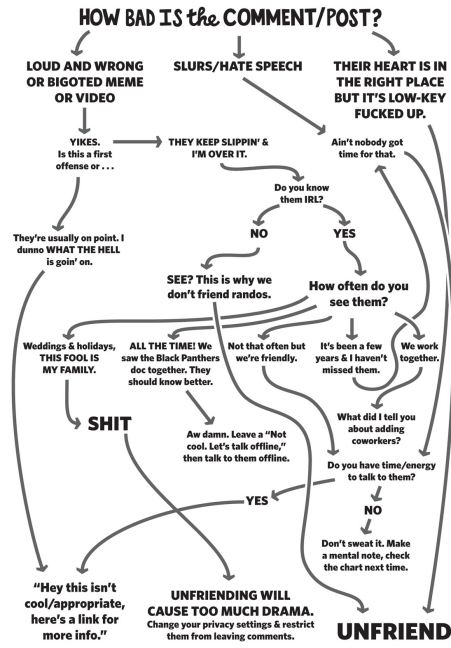 HOW BAD IS the COMMENT/POST?
LOUD AND WRONG
OR BIGOTED MEME
OR VIDEO
SLURS/HATE SPEECH
THEIR HEART IS IN
THE RIGHT PLACE
BUT IT'S LOW-KEY
FUCKED UP.
YIKES.
Is this a first
offense or . . .
THEY KEEP SLIPPIN' &
I'M OVER IT.
Ain't nobody got
time for that.
Do you know
them IRL?
NO
YES
They're usually on point. I
dunno WHAT THE HELL
is goin' on.
SEE? This is why we
don't friend randos.
How often do you
see them?
Weddings & holidays,
THIS FOOL IS
MY FAMILY.
ALL THE TIME! We
saw the Black Panthers
doc together. They
should know better.
Not that often but
we're friendly.
It's been a few
years & I haven't
missed them.
We work
together.
SHIT
Aw damn. Leave a "Not
cool. Let's talk offline,"
then talk to them offline.
What did I tell you
about adding
coworkers?
Do you have time/energy
to talk to them?
YES
NO
Don't sweat it. Make
a mental note, check
the chart next time.
"Hey this isn't
cool/appropriate,
here's a link for
more info."
UNFRIENDING WILL
CAUSE TOO MUCH DRAMA.
Change your privacy settings & restrict
them from leaving comments.
UNFRIEND